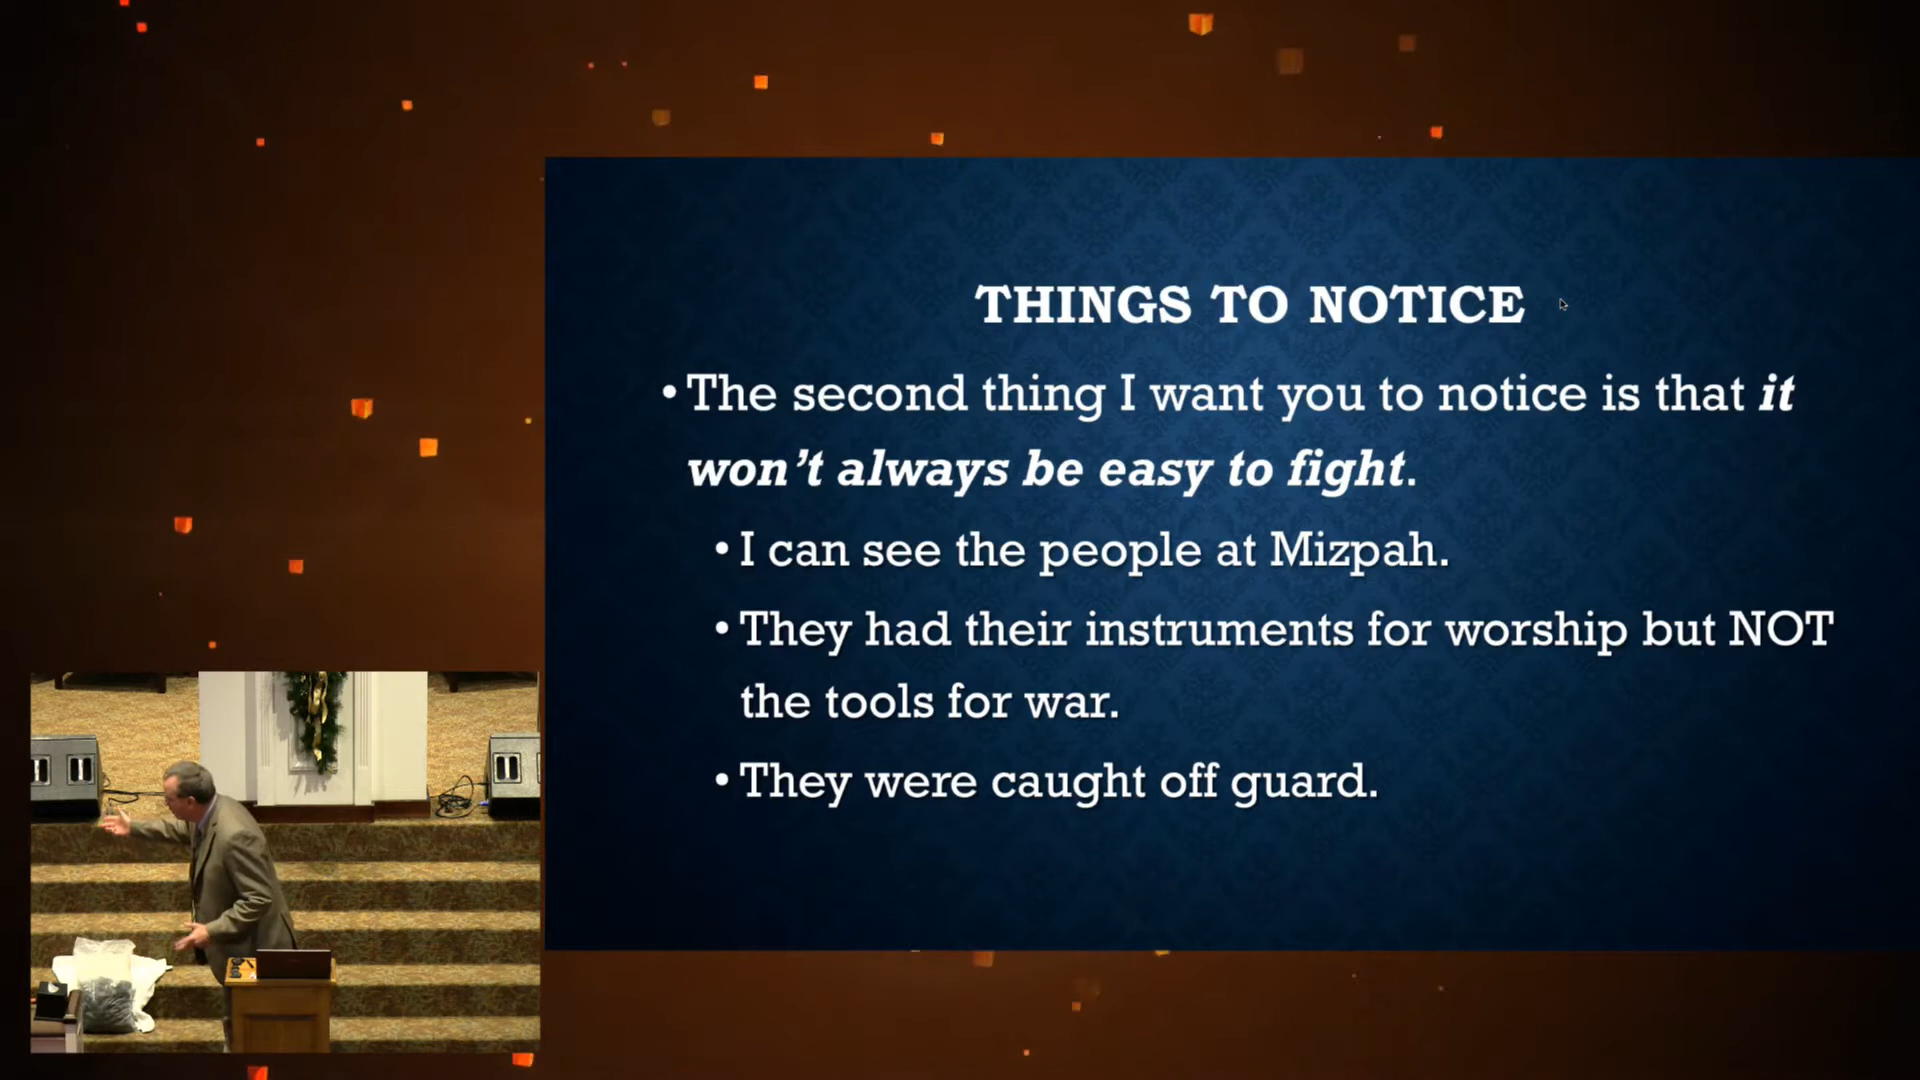 THINGS TO NOTICE
• The second thing I want you to notice is that it
won't always be easy to fight.
• I can see the people at Mizpah.
• They had their instruments for worship but NOT
the tools for war.
• They were caught off guard.